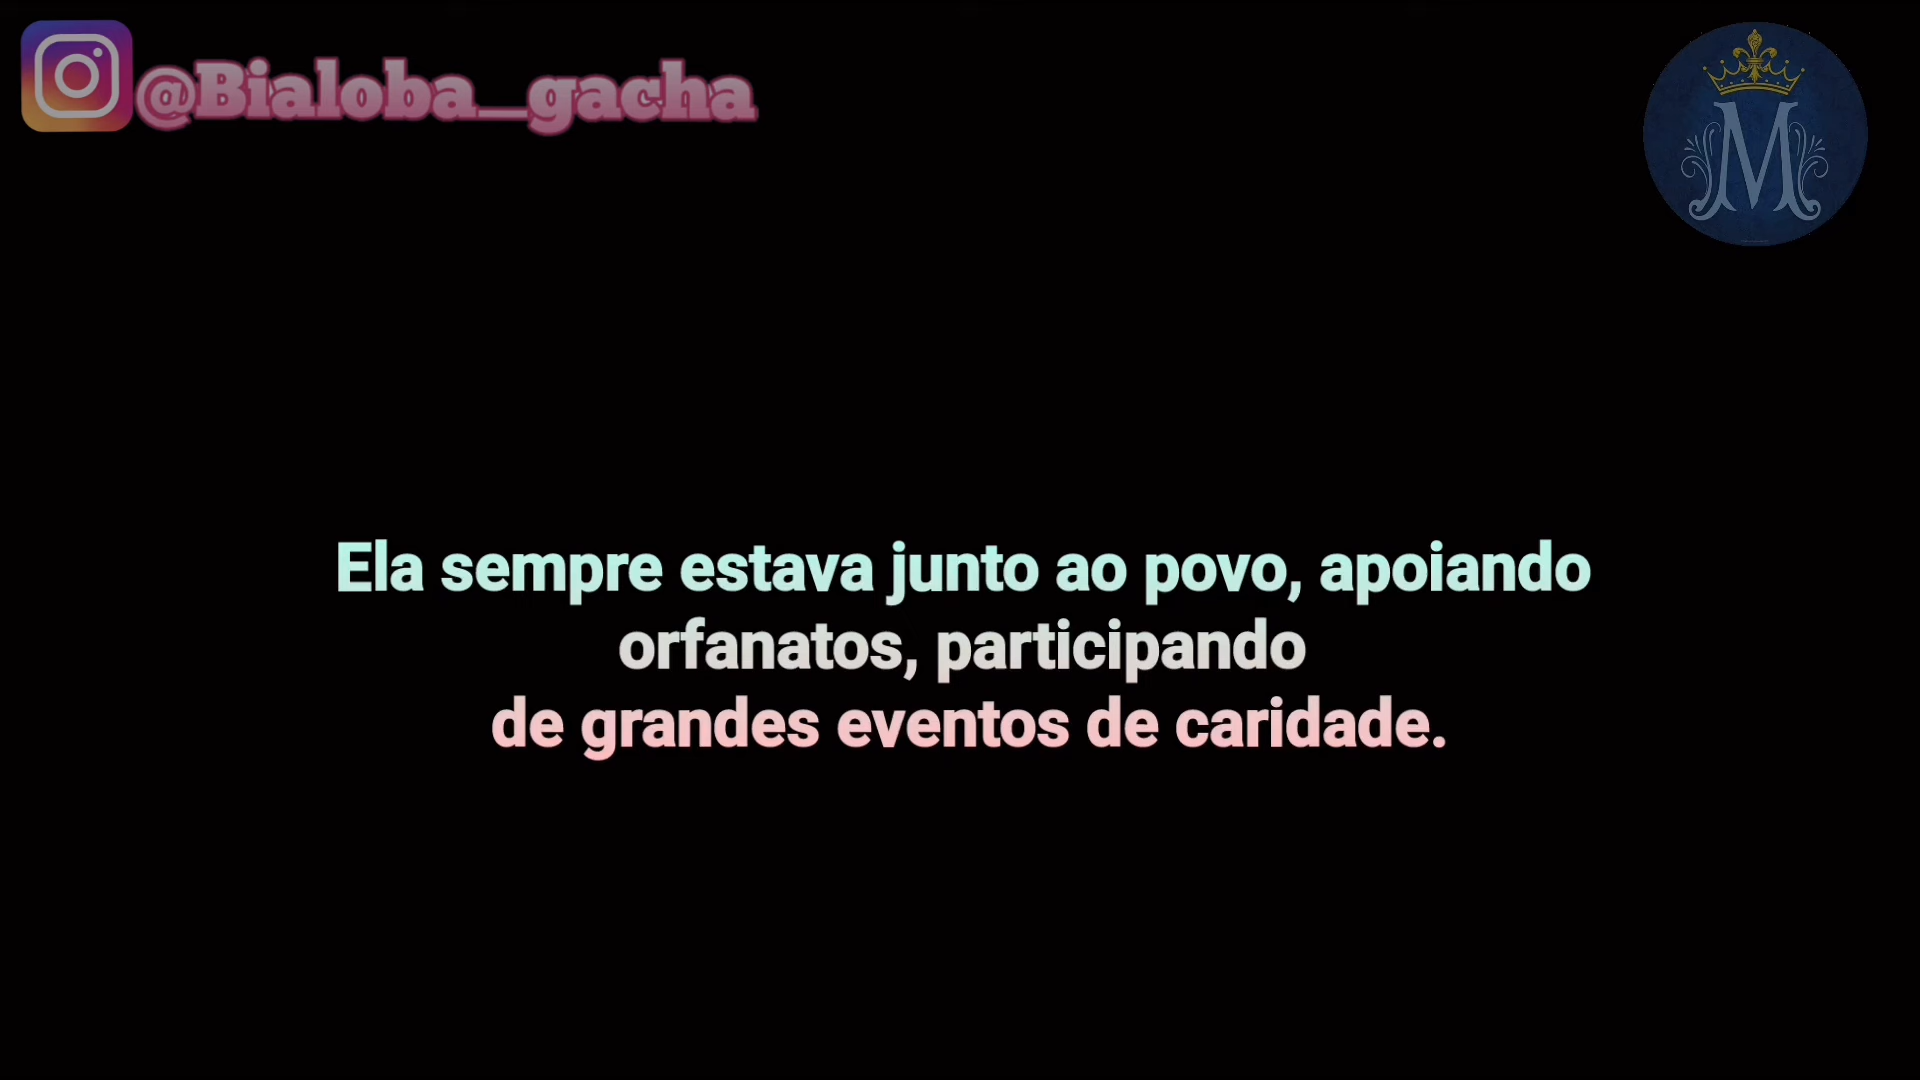 @Bialoba_gacha
M
Ela sempre estava junto ao povo, apoiando
orfanatos, participando
de grandes eventos de caridade.